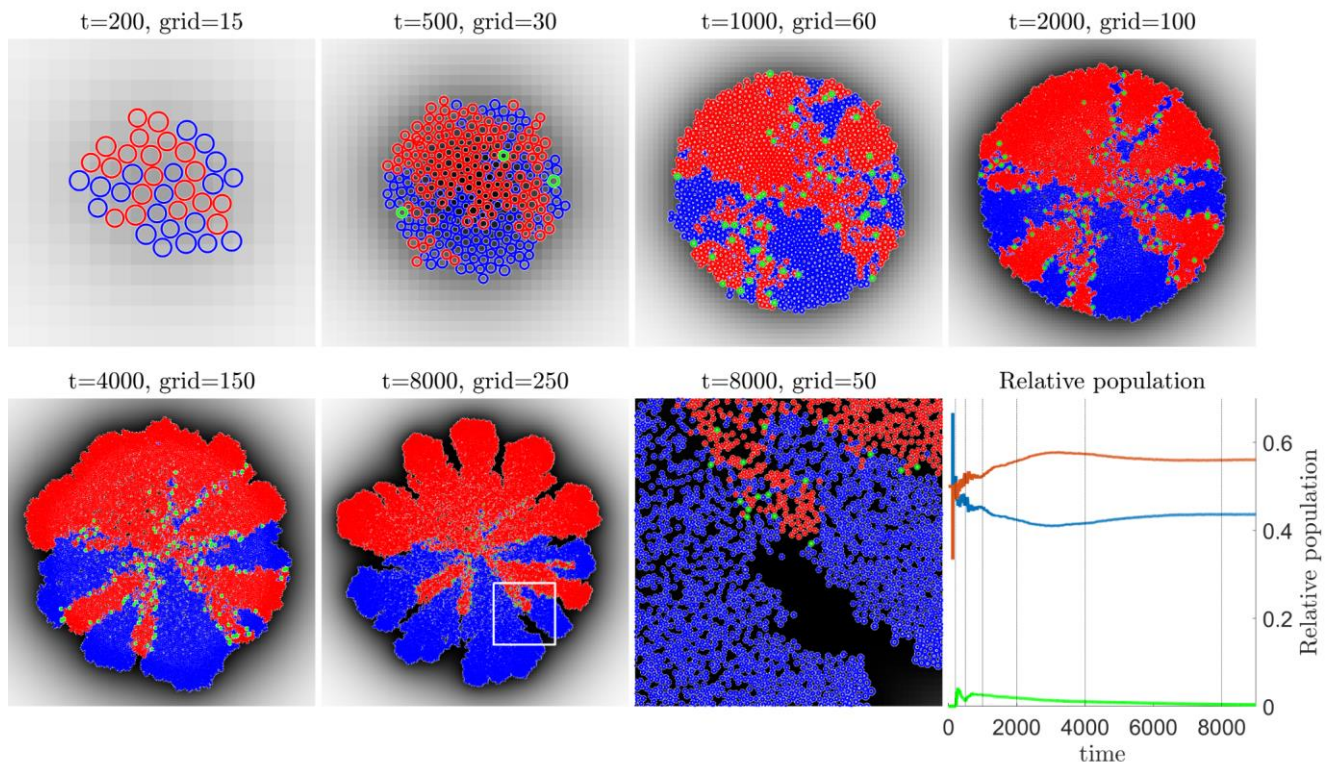 t=200, grid=15
t=500, grid=30
t=1000, grid=60
t=2000, grid=100
t=4000, grid=150
t=8000, grid=250
t=8000, grid=50
Relative population
0.6
0.4
0.2
0
Relative population
0 2000 4000 6000 8000
time